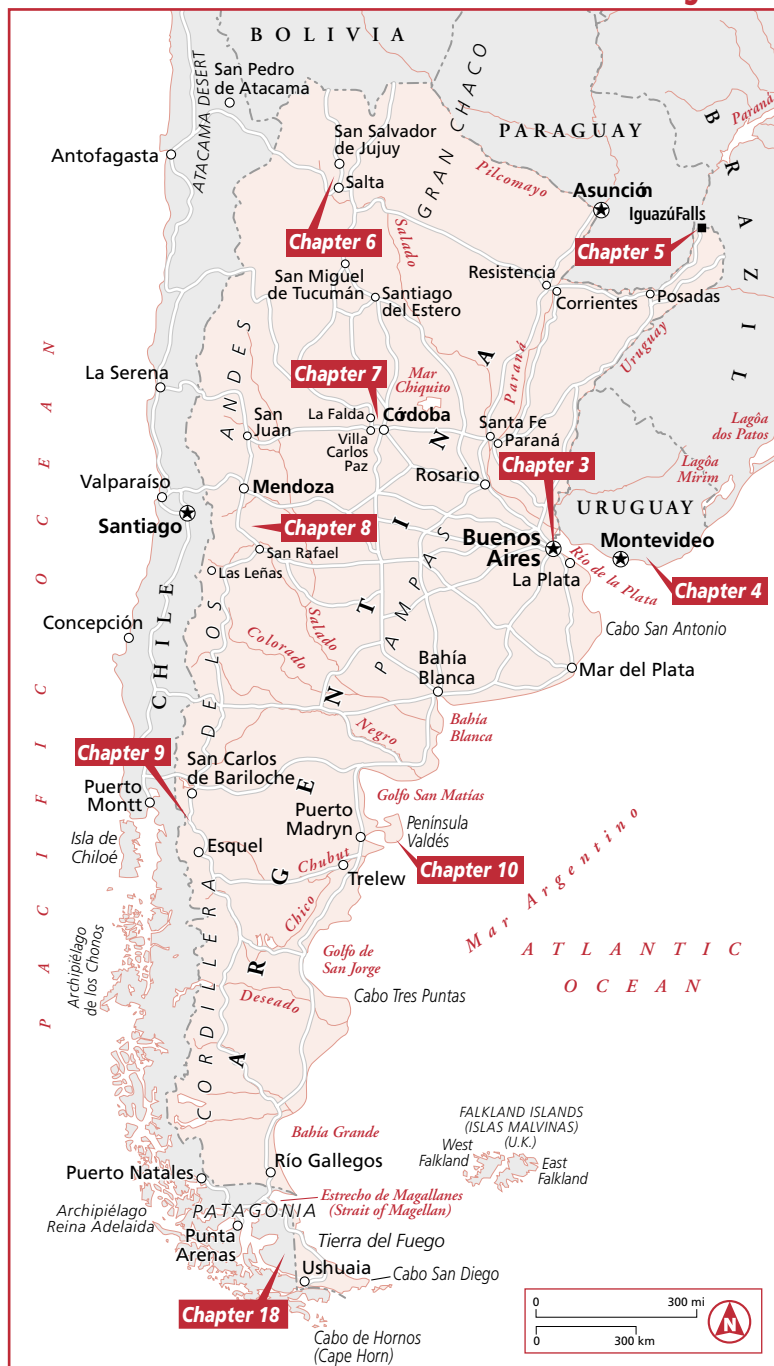 BOLIVIA
San Pedro
de Atacama
ATACAMA DESERT
GRAN CHACO
PARAGUAY
BRAZIL
Paraná
San Salvador
de Jujuy
Antofagasta
Salta
Pilcomayo
Asunción
Iguazú Falls
Chapter 6
Salado
Chapter 5
San Miguel
de Tucumán
Santiago
del Estero
Resistencia
Corrientes
Posadas
Uruguay
Paraná
PACIFIC OCEAN
La Serena
Chapter 7
Mar
Chiquito
La Falda
Córdoba
Villa
Carlos
Paz
San
Juan
Santa Fe
Paraná
Lagôa
dos Patos
Lagôa
Mirim
Valparaíso
Mendoza
Rosario
Chapter 3
Santiago
Chapter 8
URUGUAY
Buenos
Aires
Montevideo
San Rafael
La Plata
Río de la Plata
Chapter 4
Las Leñas
CHILE
PAMPAS
Concepción
Salado
Colorado
Cabo San Antonio
Bahía
Blanca
Mar del Plata
Negro
Bahía
Blanca
Chapter 9
San Carlos
de Bariloche
Puerto
Montt
Golfo San Matías
Isla de
Chiloé
Puerto
Madryn
Península
Valdés
Esquel
Chubut
Trelew
Chapter 10
Mar Argentino
ATLANTIC
OCEAN
Chico
ARGENTINA
CORDILLERA DE LOS ANDES
Archipiélago
de los Chonos
Golfo de
San Jorge
Deseado
Cabo Tres Puntas
FALKLAND ISLANDS
(ISLAS MALVINAS)
(U.K.)
West
Falkland
East
Falkland
Bahía Grande
Puerto Natales
Río Gallegos
Archipiélago
Reina Adelaida
PATAGONIA
Estrecho de Magallanes
(Strait of Magellan)
Punta
Arenas
Tierra del Fuego
Ushuaia
Cabo San Diego
Chapter 18
Cabo de Hornos
(Cape Horn)
0 300 mi
0 300 km
N